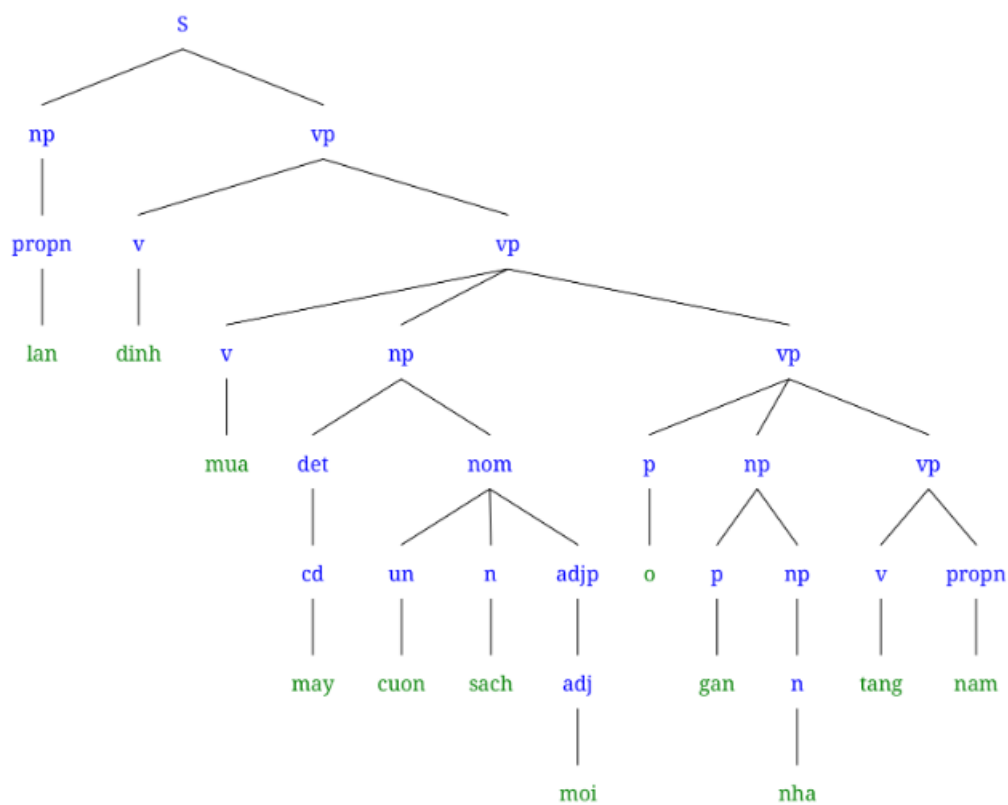 S
np vp
propn v vp
lan dinh v np vp
mua det nom p np vp
cd un n adjp o p np v propn
may cuon sach adj gan n tang nam
moi nha